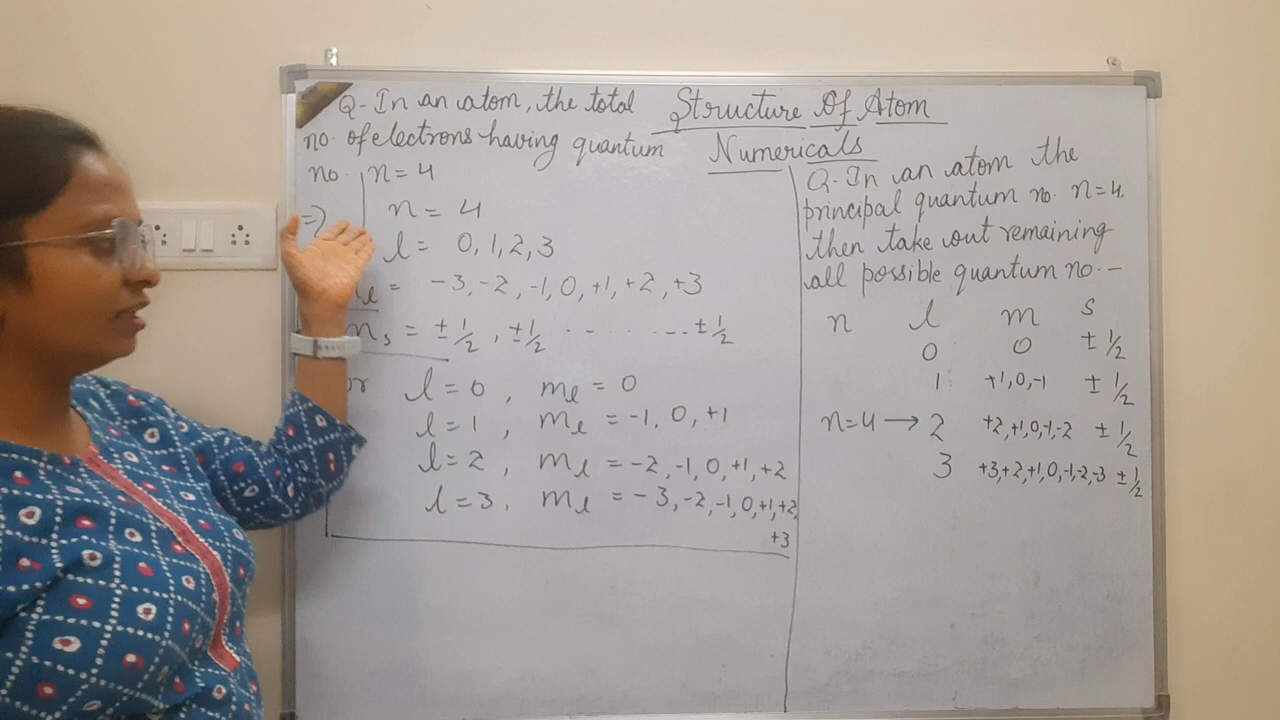 Structure Of Atom
Numericals
Q- In an atom, the total
no. of electrons having quantum
no. n = 4
⇒) n = 4
l = 0, 1, 2, 3
l = -3, -2, -1, 0, +1, +2, +3
ms = ± 1/2, ± 1/2 - - . . . .. ± 1/2
or l = 0, ml = 0
l = 1, ml = -1, 0, +1
l = 2, ml = -2, -1, 0, +1, +2
l = 3, ml = -3, -2, -1, 0, +1, +2,
+3
Q- In an atom the
principal quantum no. n=4.
then take out remaining
all possible quantum no. -
n l m s
0 0 ± 1/2
1 +1, 0, -1 ± 1/2
n=4 → 2 +2, +1, 0, -1, -2 ± 1/2
3 +3, +2, +1, 0, -1, -2, -3 ± 1/2